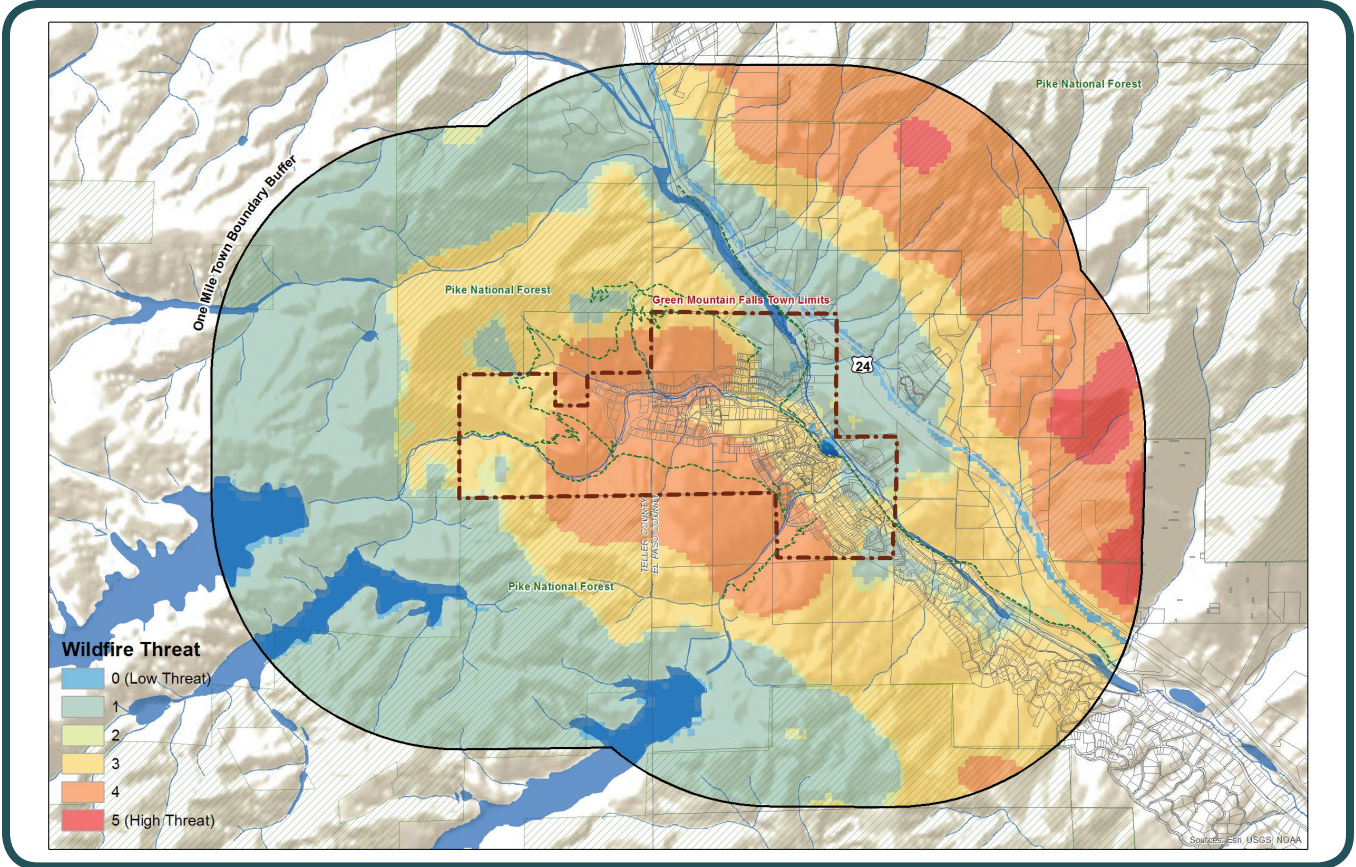 Pike National Forest
One Mile Town Boundary Buffer
Pike National Forest
Green Mountain Falls Town Limits
24
TELLER COUNTY
EL PASO COUNTY
Pike National Forest
Wildfire Threat
0 (Low Threat)
1
2
3
4
5 (High Threat)
Sources: Esri, USGS, NOAA